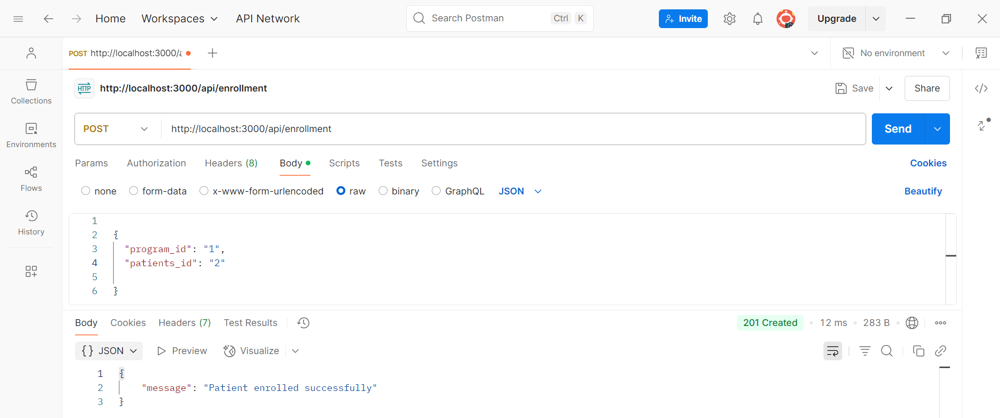 Home Workspaces API Network Search Postman Ctrl K Invite Upgrade
POST http://localhost:3000/a No environment
HTTP http://localhost:3000/api/enrollment Save Share
Collections
POST http://localhost:3000/api/enrollment Send
Environments
Params Authorization Headers (8) Body Scripts Tests Settings Cookies
Flows
none form-data x-www-form-urlencoded raw binary GraphQL JSON Beautify
History
1
2 {
3 "program_id": "1",
4 "patients_id": "2"
5
6 }
Body Cookies Headers (7) Test Results 201 Created 12 ms 283 B
{} JSON Preview Visualize
1 {
2 "message": "Patient enrolled successfully"
3 }